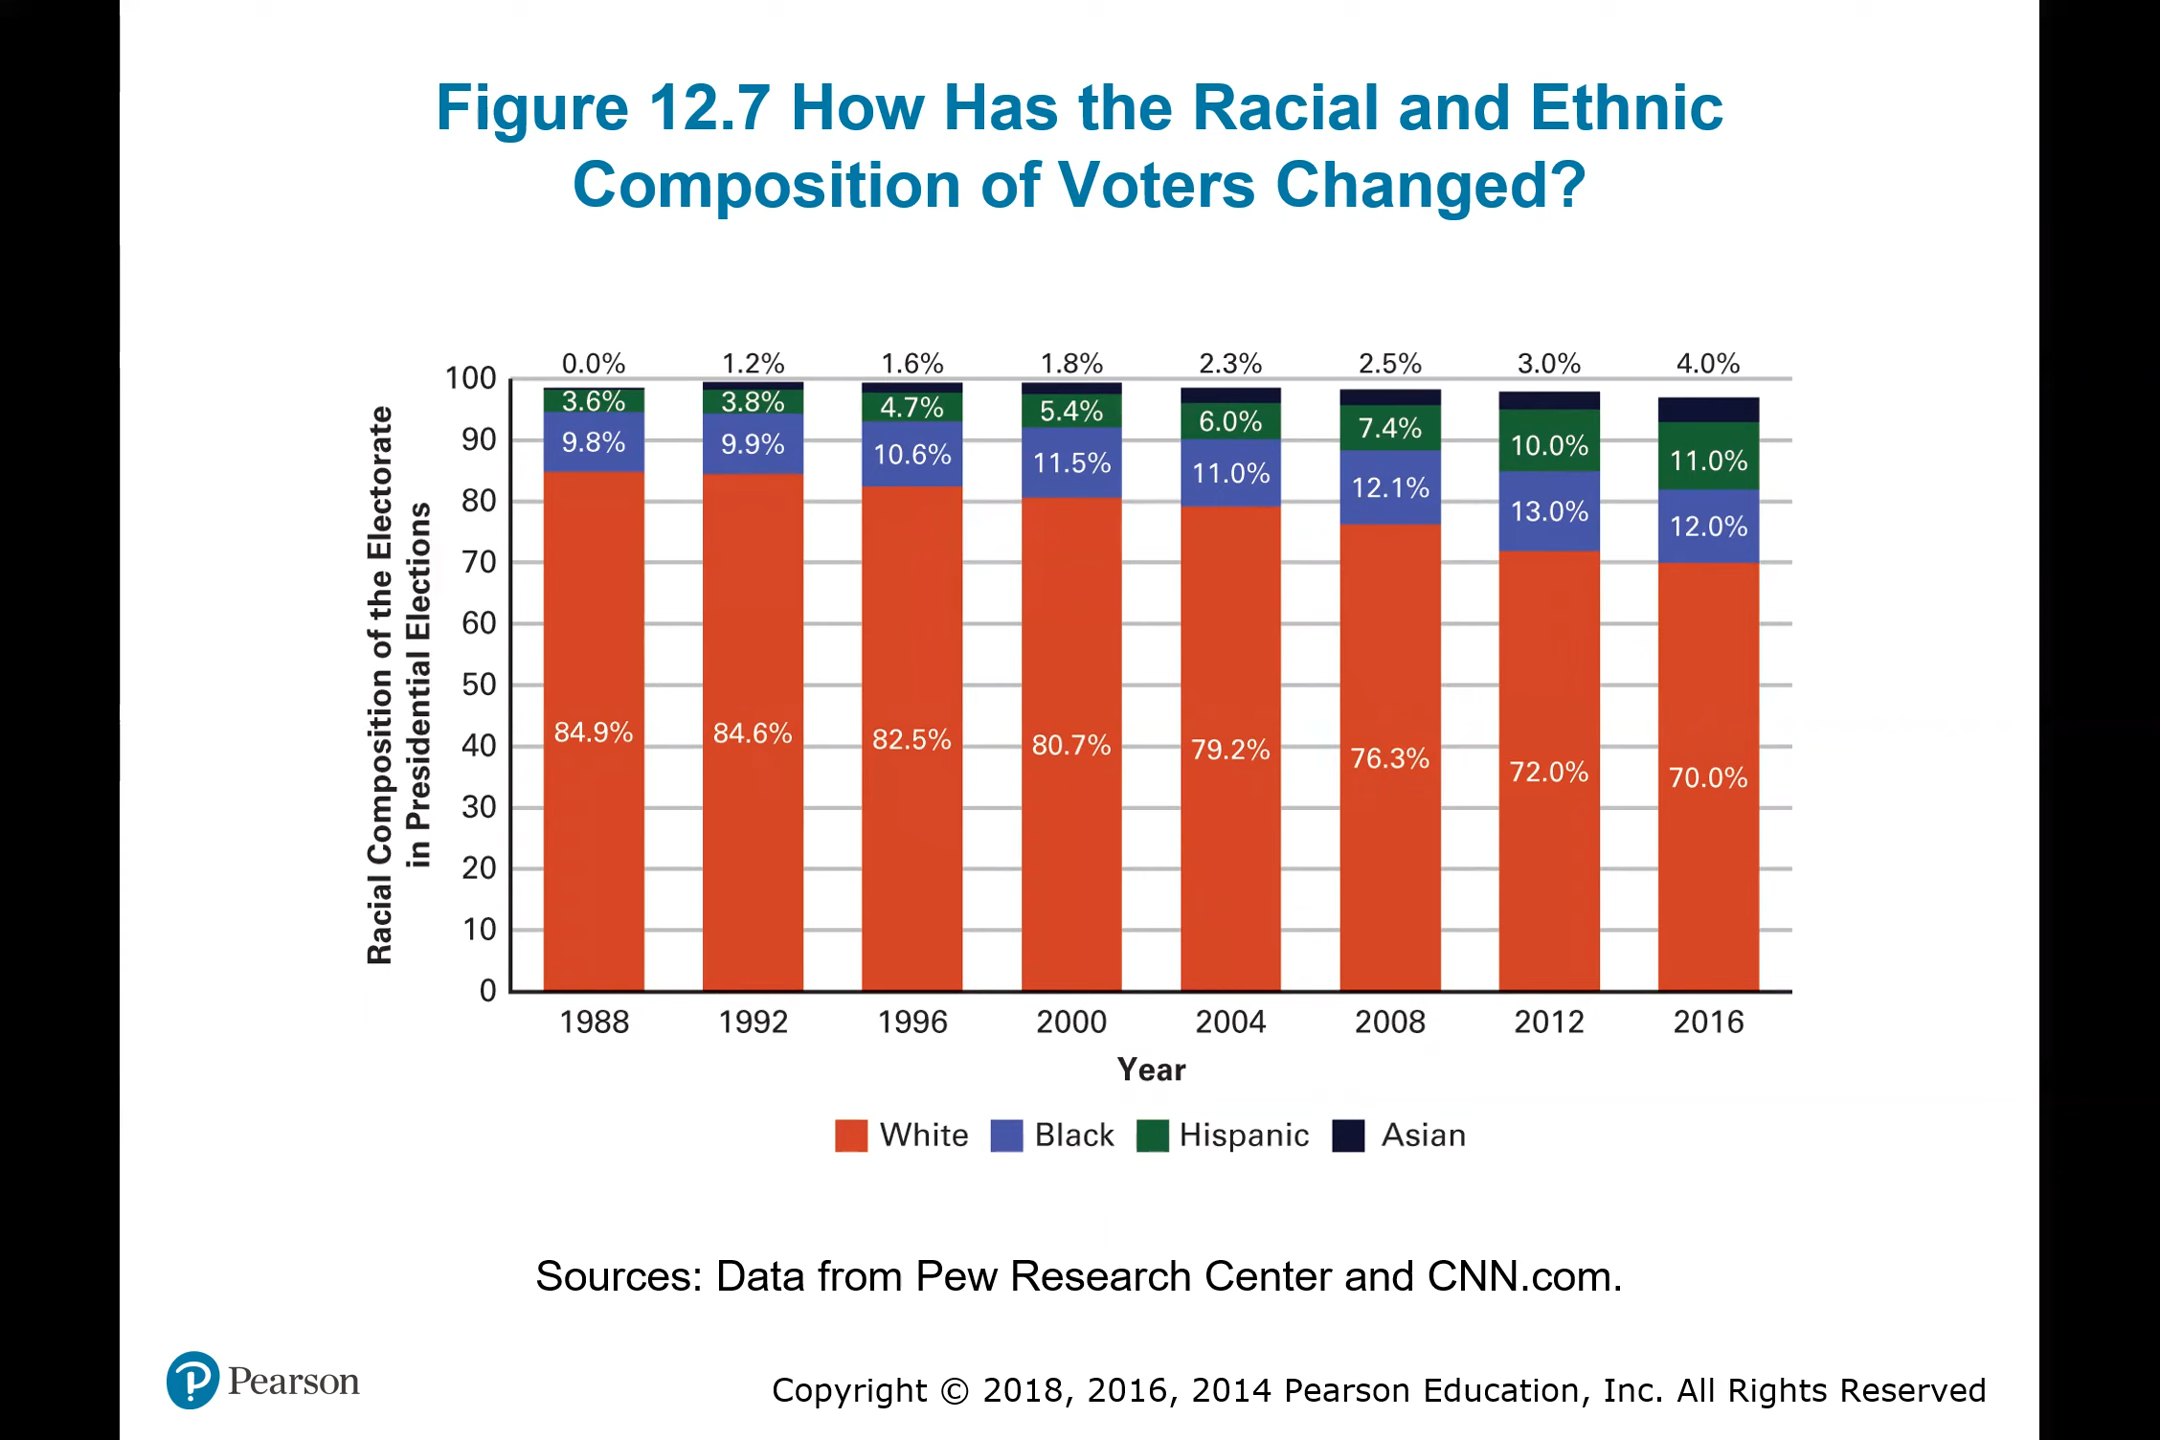 Figure 12.7 How Has the Racial and Ethnic
Composition of Voters Changed?
Racial Composition of the Electorate
in Presidential Elections
100
90
80
70
60
50
40
30
20
10
0
0.0% 1.2% 1.6% 1.8% 2.3% 2.5% 3.0% 4.0%
3.6% 3.8% 4.7% 5.4% 6.0% 7.4% 10.0% 11.0%
9.8% 9.9% 10.6% 11.5% 11.0% 12.1% 13.0% 12.0%
84.9% 84.6% 82.5% 80.7% 79.2% 76.3% 72.0% 70.0%
1988 1992 1996 2000 2004 2008 2012 2016
Year
White Black Hispanic Asian
Sources: Data from Pew Research Center and CNN.com.
P Pearson
Copyright © 2018, 2016, 2014 Pearson Education, Inc. All Rights Reserved